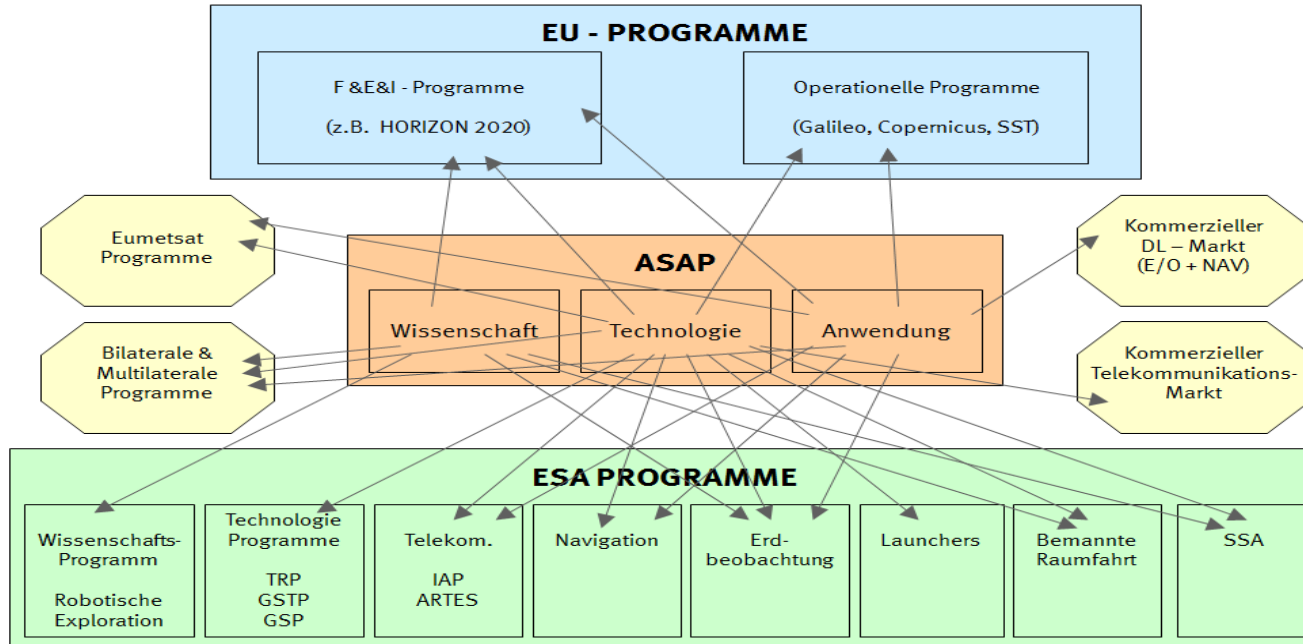 EU - PROGRAMME
F &E&I - Programme
(z.B. HORIZON 2020)
Operationelle Programme
(Galileo, Copernicus, SST)
Eumetsat
Programme
Kommerzieller
DL – Markt
(E/O + NAV)
ASAP
Wissenschaft
Technologie
Anwendung
Bilaterale &
Multilaterale
Programme
Kommerzieller
Telekommunikations-
Markt
ESA PROGRAMME
Wissenschafts-
Programm
Robotische
Exploration
Technologie
Programme
TRP
GSTP
GSP
Telekom.
IAP
ARTES
Navigation
Erd-
beobachtung
Launchers
Bemannte
Raumfahrt
SSA